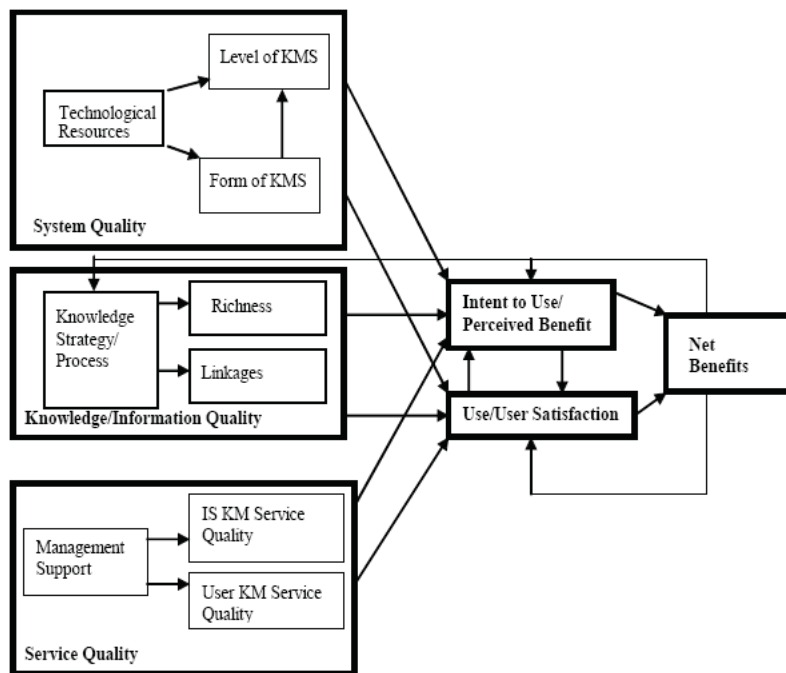 Level of KMS
Technological
Resources
Form of KMS
System Quality
Knowledge
Strategy/
Process
Richness
Linkages
Knowledge/Information Quality
Management
Support
IS KM Service
Quality
User KM Service
Quality
Service Quality
Intent to Use/
Perceived Benefit
Use/User Satisfaction
Net
Benefits